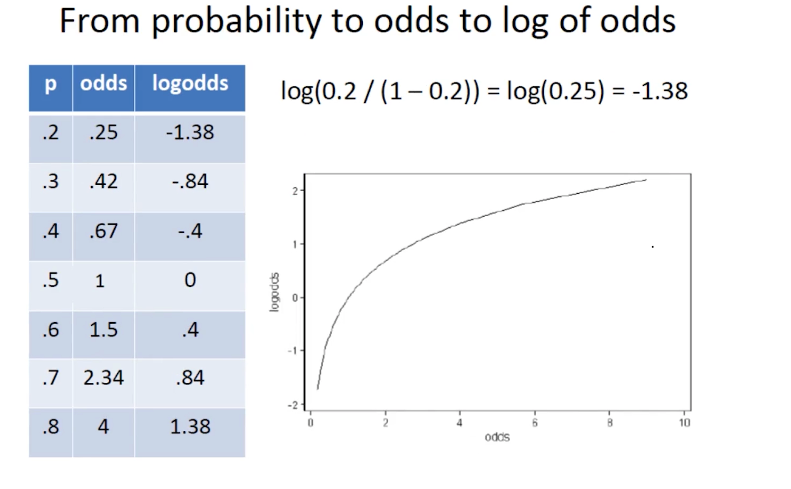 From probability to odds to log of odds
p odds logodds
.2 .25 -1.38
.3 .42 -.84
.4 .67 -.4
.5 1 0
.6 1.5 .4
.7 2.34 .84
.8 4 1.38
log(0.2 / (1 – 0.2)) = log(0.25) = -1.38
2
1
0
-1
-2
logodds
0 2 4 6 8 10
odds